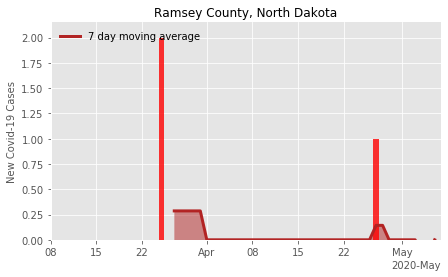 Ramsey County, North Dakota
7 day moving average
New Covid-19 Cases
2.00
1.75
1.50
1.25
1.00
0.75
0.50
0.25
0.00
08 15 22 Apr 08 15 22 May
2020-May